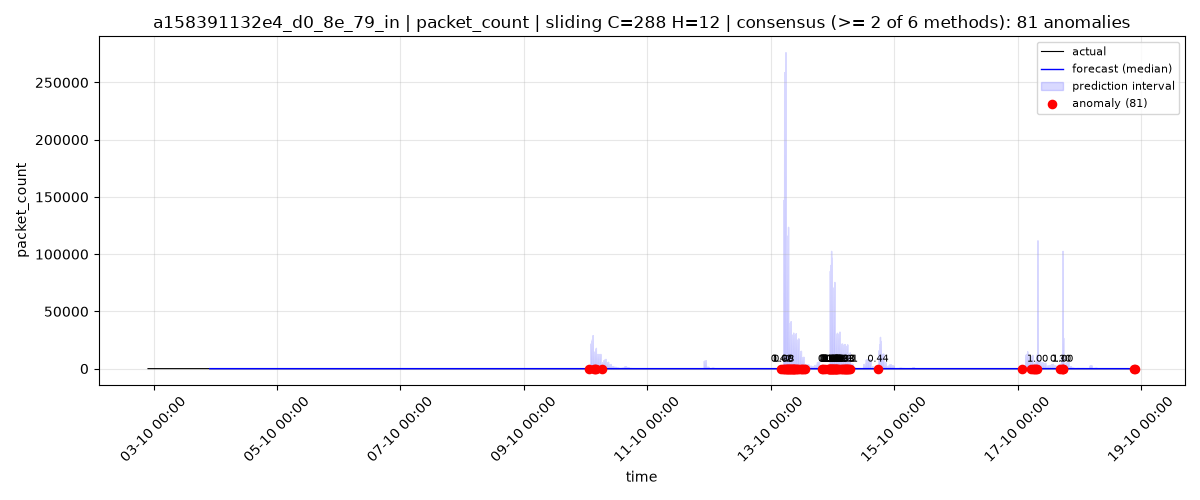 a158391132e4_d0_8e_79_in | packet_count | sliding C=288 H=12 | consensus (>= 2 of 6 methods): 81 anomalies
actual
forecast (median)
prediction interval
anomaly (81)
packet_count
250000
200000
150000
100000
50000
0
0.44
1.00
1.00
03-10 00:00
05-10 00:00
07-10 00:00
09-10 00:00
11-10 00:00
13-10 00:00
15-10 00:00
17-10 00:00
19-10 00:00
time